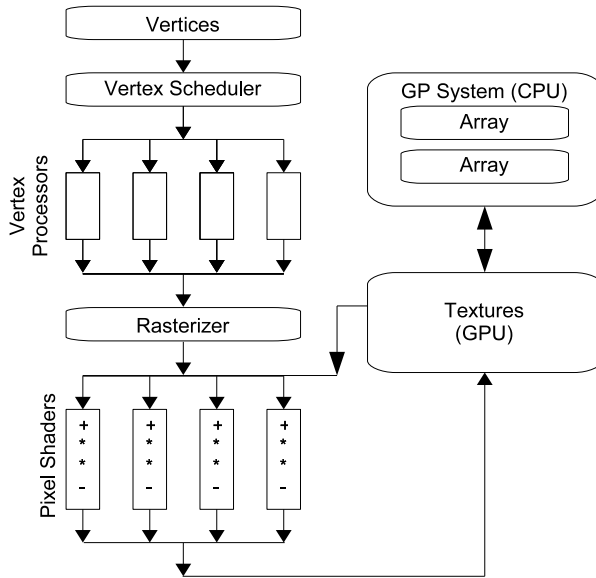 Vertices
Vertex Scheduler
Vertex
Processors
Rasterizer
Pixel Shaders
+ + + +
* * * *
* * * *
- - - -
GP System (CPU)
Array
Array
Textures
(GPU)